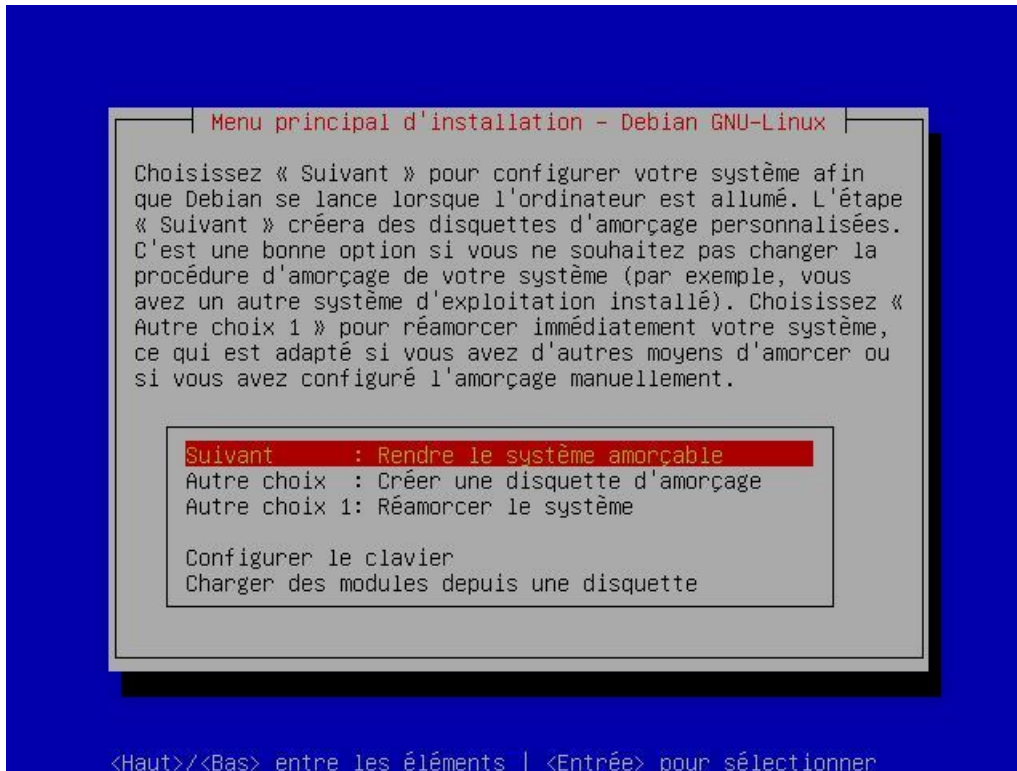 Menu principal d'installation - Debian GNU-Linux
Choisissez « Suivant » pour configurer votre système afin
que Debian se lance lorsque l'ordinateur est allumé. L'étape
« Suivant » créera des disquettes d'amorçage personnalisées.
C'est une bonne option si vous ne souhaitez pas changer la
procédure d'amorçage de votre système (par exemple, vous
avez un autre système d'exploitation installé). Choisissez «
Autre choix 1 » pour réamorcer immédiatement votre système,
ce qui est adapté si vous avez d'autres moyens d'amorcer ou
si vous avez configuré l'amorçage manuellement.
Suivant : Rendre le système amorçable
Autre choix : Créer une disquette d'amorçage
Autre choix 1: Réamorcer le système
Configurer le clavier
Charger des modules depuis une disquette
<Haut>/<Bas> entre les éléments | <Entrée> pour sélectionner